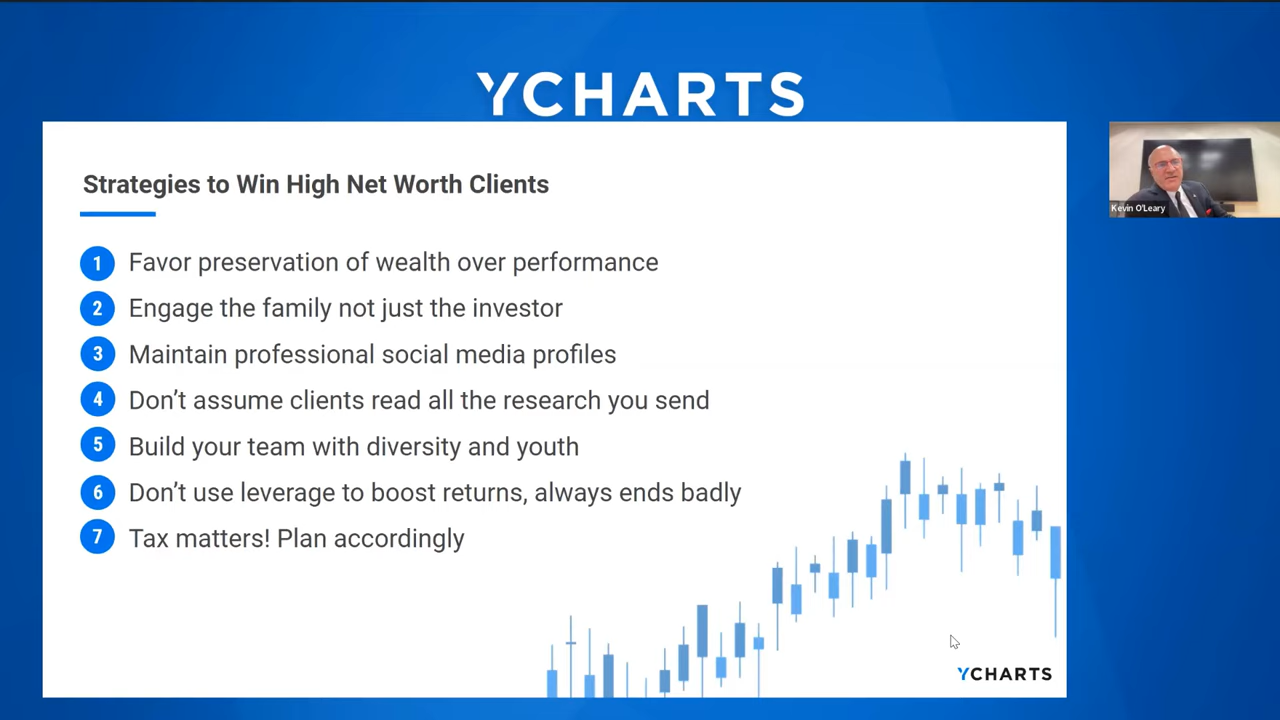 YCHARTS
Strategies to Win High Net Worth Clients
1 Favor preservation of wealth over performance
2 Engage the family not just the investor
3 Maintain professional social media profiles
4 Don’t assume clients read all the research you send
5 Build your team with diversity and youth
6 Don’t use leverage to boost returns, always ends badly
7 Tax matters! Plan accordingly
YCHARTS
Kevin O'Leary